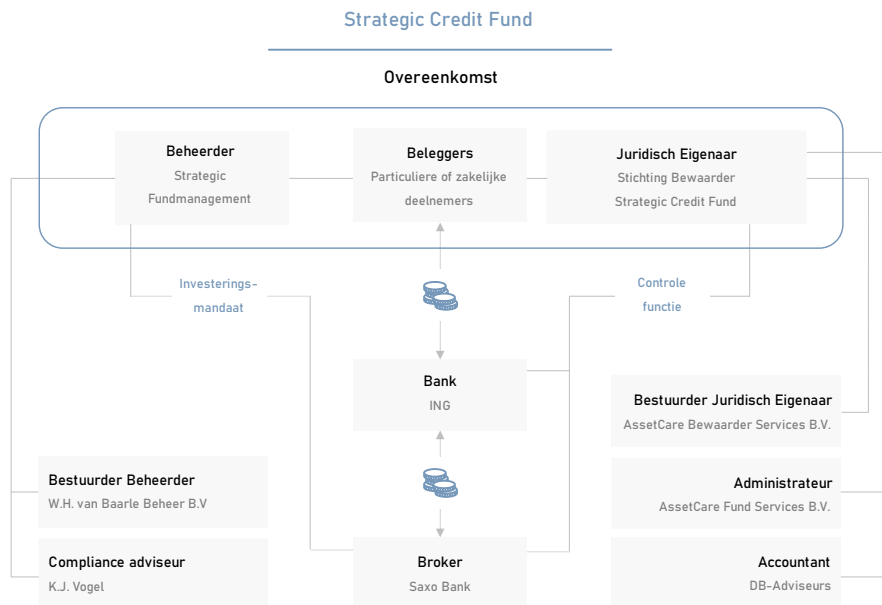 Strategic Credit Fund
Overeenkomst
Beheerder
Strategic
Fundmanagement
Beleggers
Particuliere of zakelijke
deelnemers
Juridisch Eigenaar
Stichting Bewaarder
Strategic Credit Fund
Investerings-
mandaat
Controle
functie
Bank
ING
Bestuurder Juridisch Eigenaar
AssetCare Bewaarder Services B.V.
Bestuurder Beheerder
W.H. van Baarle Beheer B.V
Administrateur
AssetCare Fund Services B.V.
Compliance adviseur
K.J. Vogel
Broker
Saxo Bank
Accountant
DB-Adviseurs